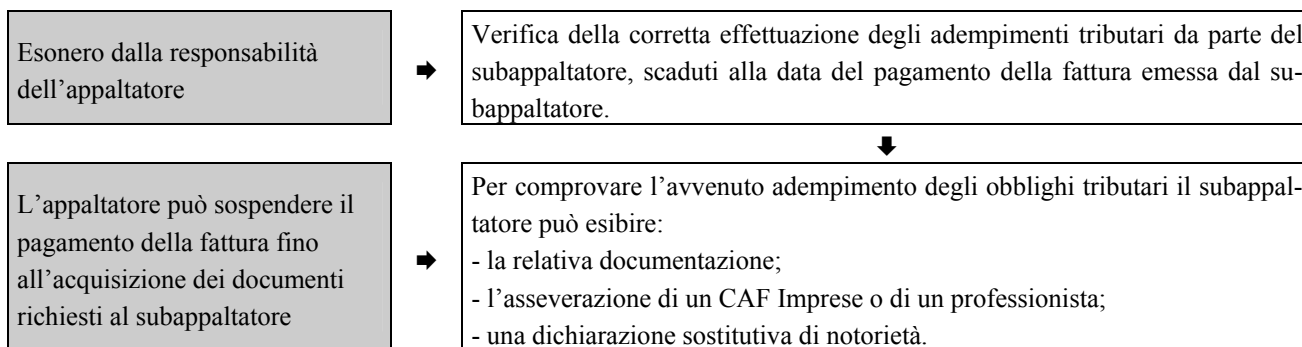 Esonero dalla responsabilità
dell’appaltatore
Verifica della corretta effettuazione degli adempimenti tributari da parte del
subappaltatore, scaduti alla data del pagamento della fattura emessa dal su-
bappaltatore.
L’appaltatore può sospendere il
pagamento della fattura fino
all’acquisizione dei documenti
richiesti al subappaltatore
Per comprovare l’avvenuto adempimento degli obblighi tributari il subappal-
tatore può esibire:
- la relativa documentazione;
- l’asseverazione di un CAF Imprese o di un professionista;
- una dichiarazione sostitutiva di notorietà.